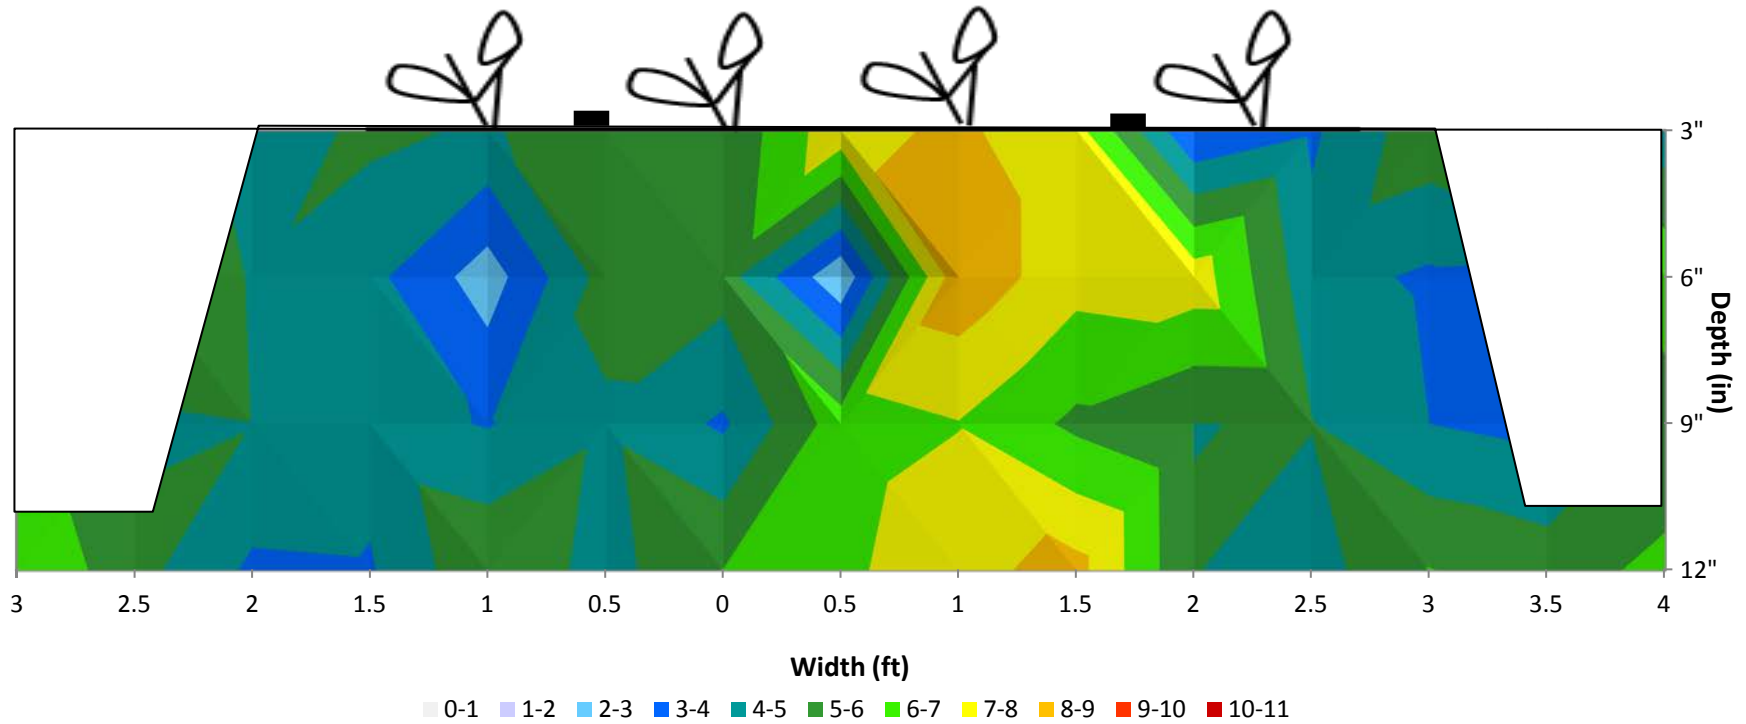 3"
6"
9"
12"
Depth (in)
3 2.5 2 1.5 1 0.5 0 0.5 1 1.5 2 2.5 3 3.5 4
Width (ft)
0-1 1-2 2-3 3-4 4-5 5-6 6-7 7-8 8-9 9-10 10-11